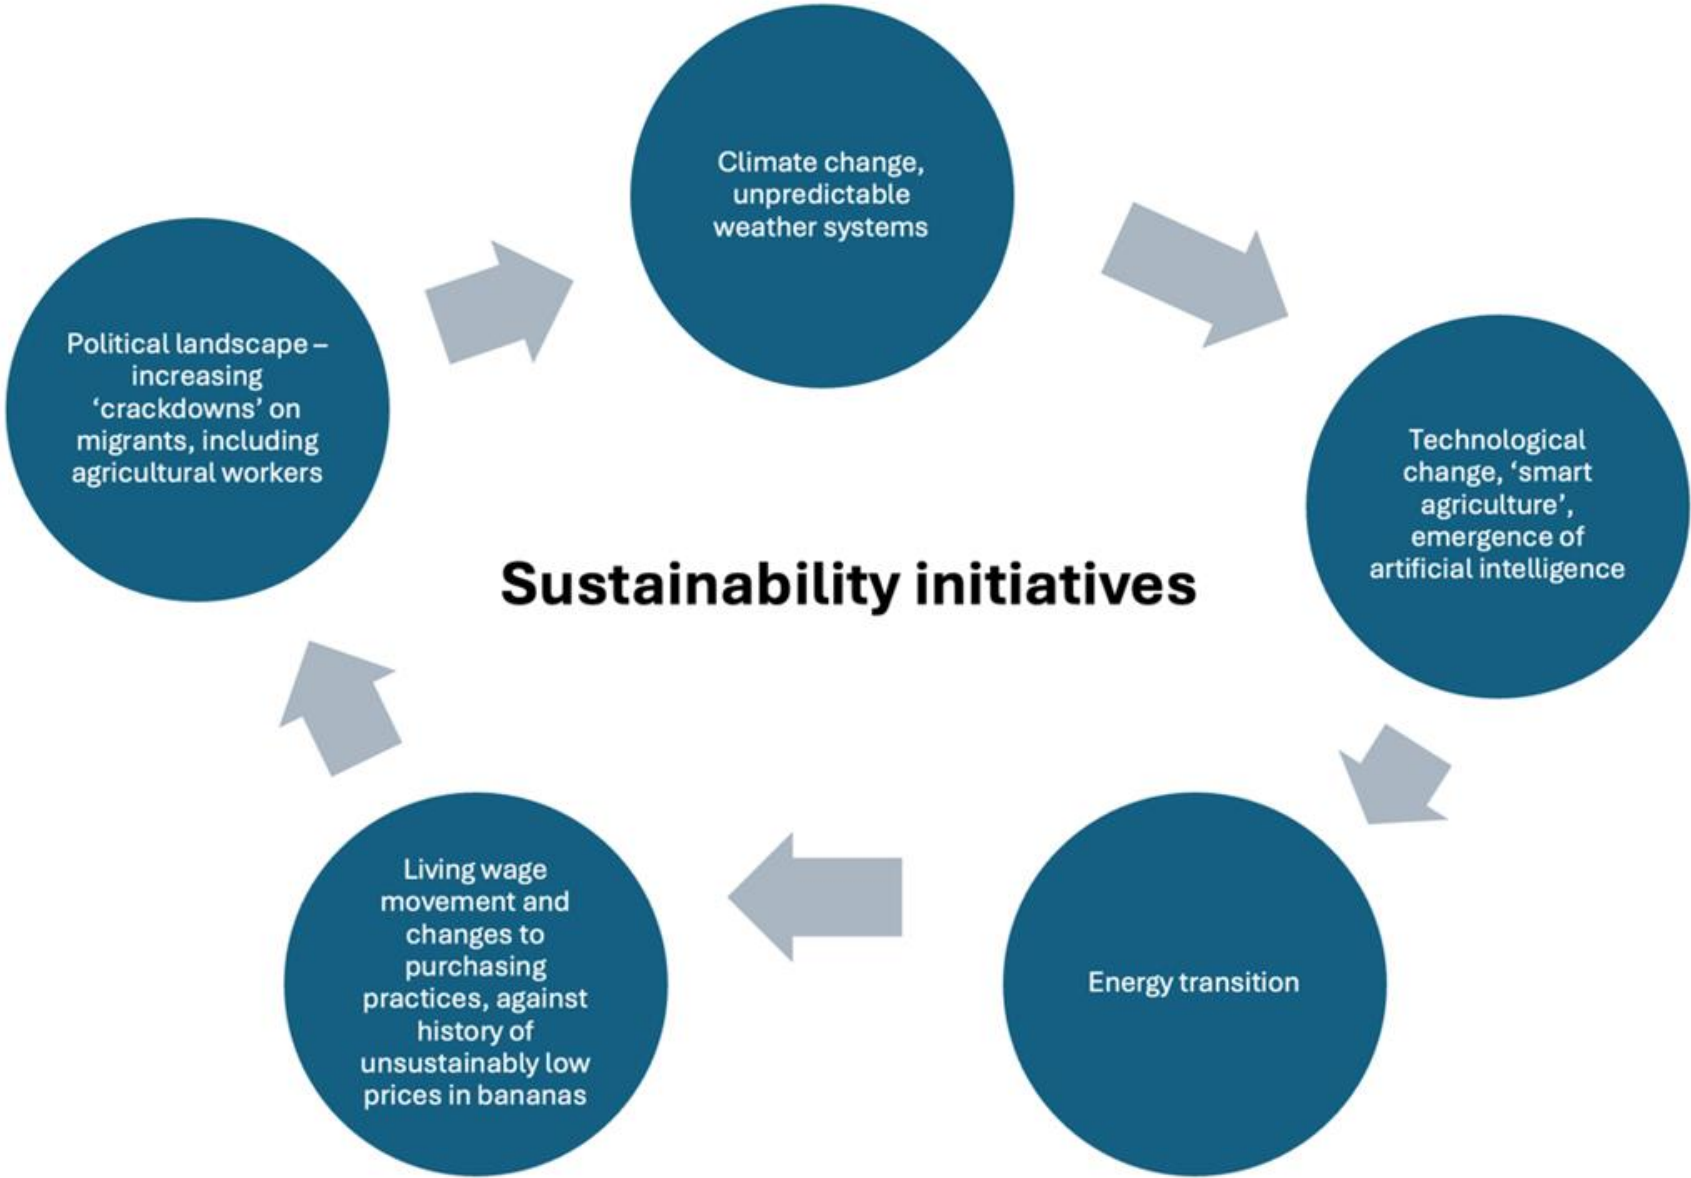 Climate change,
unpredictable
weather systems
Technological
change, ‘smart
agriculture’,
emergence of
artificial intelligence
Energy transition
Living wage
movement and
changes to
purchasing
practices, against
history of
unsustainably low
prices in bananas
Political landscape –
increasing
‘crackdowns’ on
migrants, including
agricultural workers
Sustainability initiatives